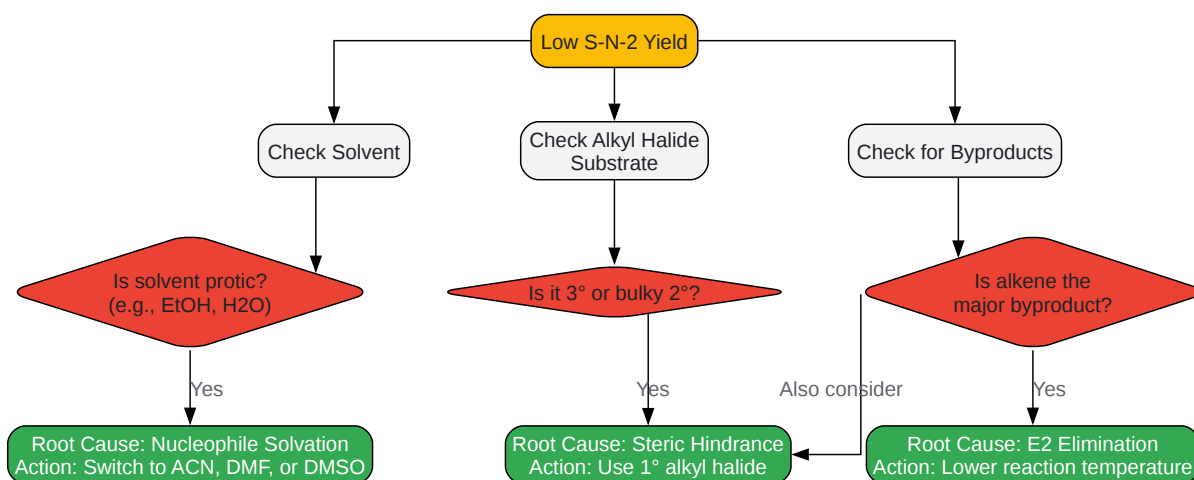 Low S-N-2 Yield
Check Solvent
Check Alkyl Halide
Substrate
Check for Byproducts
Is solvent protic?
(e.g., EtOH, H2O)
Is it 3° or bulky 2°?
Is alkene the
major byproduct?
Yes
Yes
Also consider
Yes
Root Cause: Nucleophile Solvation
Action: Switch to ACN, DMF, or DMSO
Root Cause: Steric Hindrance
Action: Use 1° alkyl halide
Root Cause: E2 Elimination
Action: Lower reaction temperature